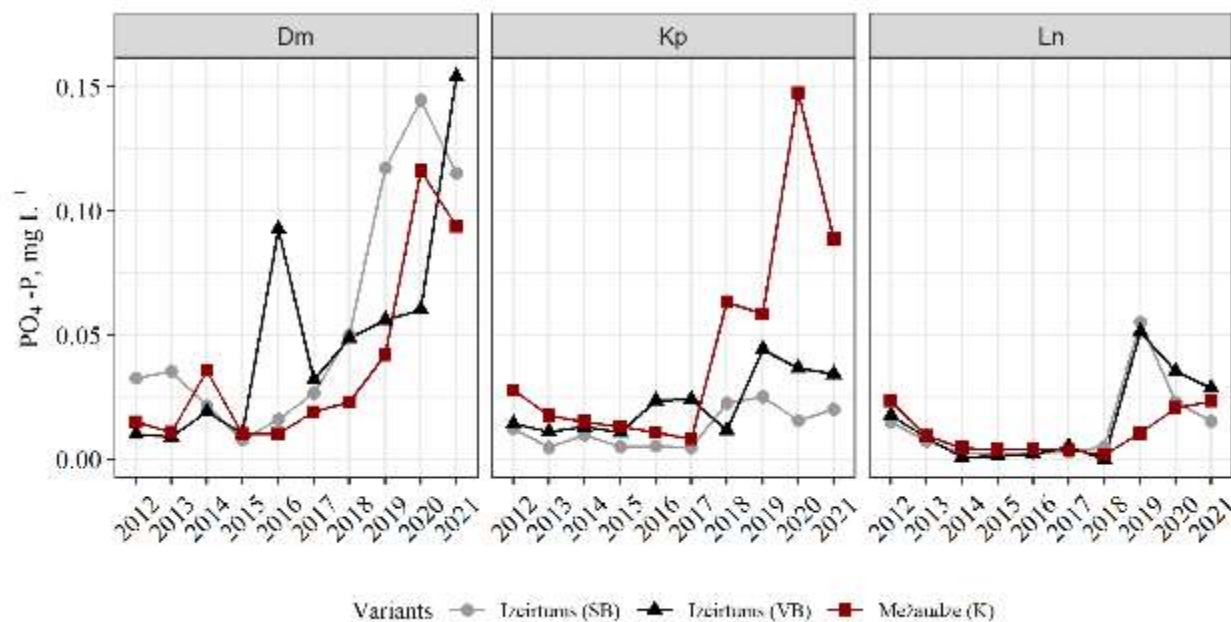 Dm Kp Ln
PO4 -P, mg L⁻¹
0.15
0.10
0.05
0.00
2012 2013 2014 2015 2016 2017 2018 2019 2020 2021 2012 2013 2014 2015 2016 2017 2018 2019 2020 2021 2012 2013 2014 2015 2016 2017 2018 2019 2020 2021
Variants Izcirtums (SB) Izcirtums (VB) Mežaudze (K)